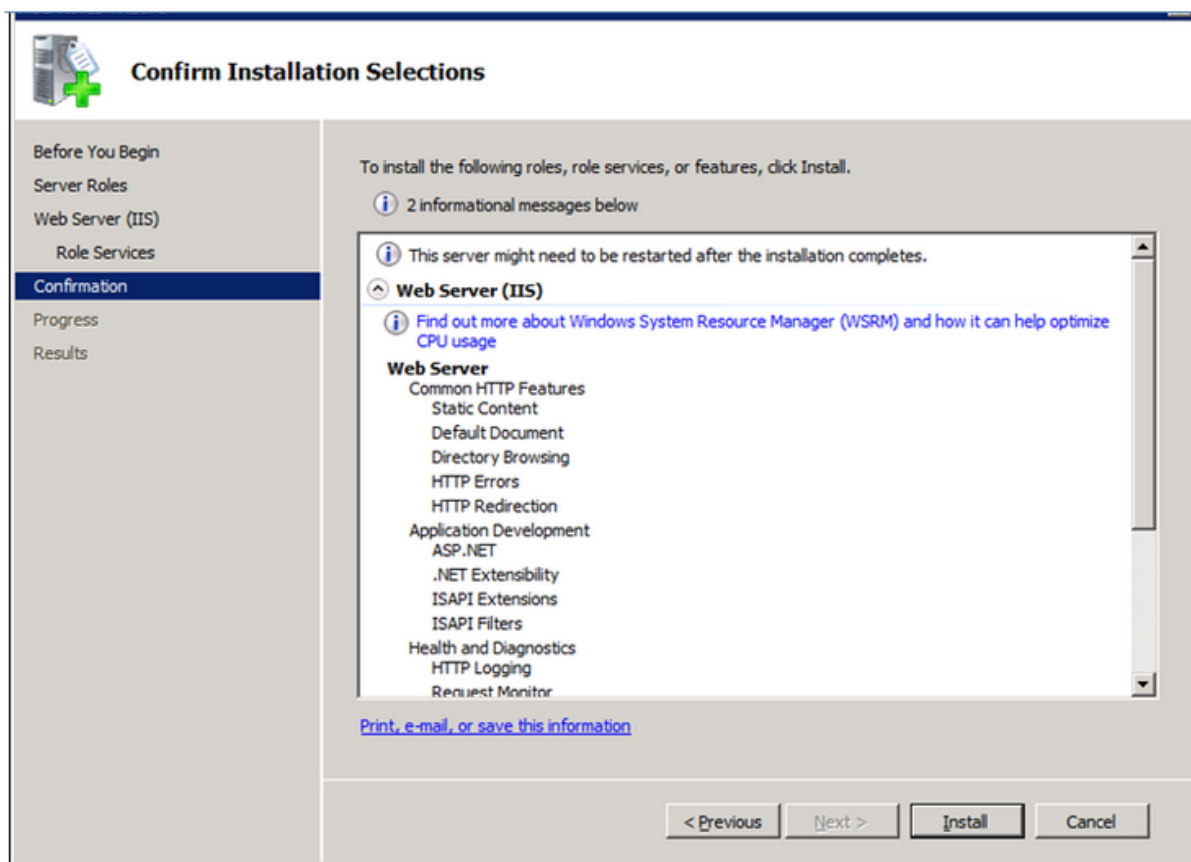 Confirm Installation Selections
Before You Begin
Server Roles
Web Server (IIS)
Role Services
Confirmation
Progress
Results
To install the following roles, role services, or features, click Install.
2 informational messages below
This server might need to be restarted after the installation completes.
Web Server (IIS)
Find out more about Windows System Resource Manager (WSRM) and how it can help optimize
CPU usage
Web Server
Common HTTP Features
Static Content
Default Document
Directory Browsing
HTTP Errors
HTTP Redirection
Application Development
ASP.NET
.NET Extensibility
ISAPI Extensions
ISAPI Filters
Health and Diagnostics
HTTP Logging
Request Monitor
Print, e-mail, or save this information
< Previous
Next >
Install
Cancel